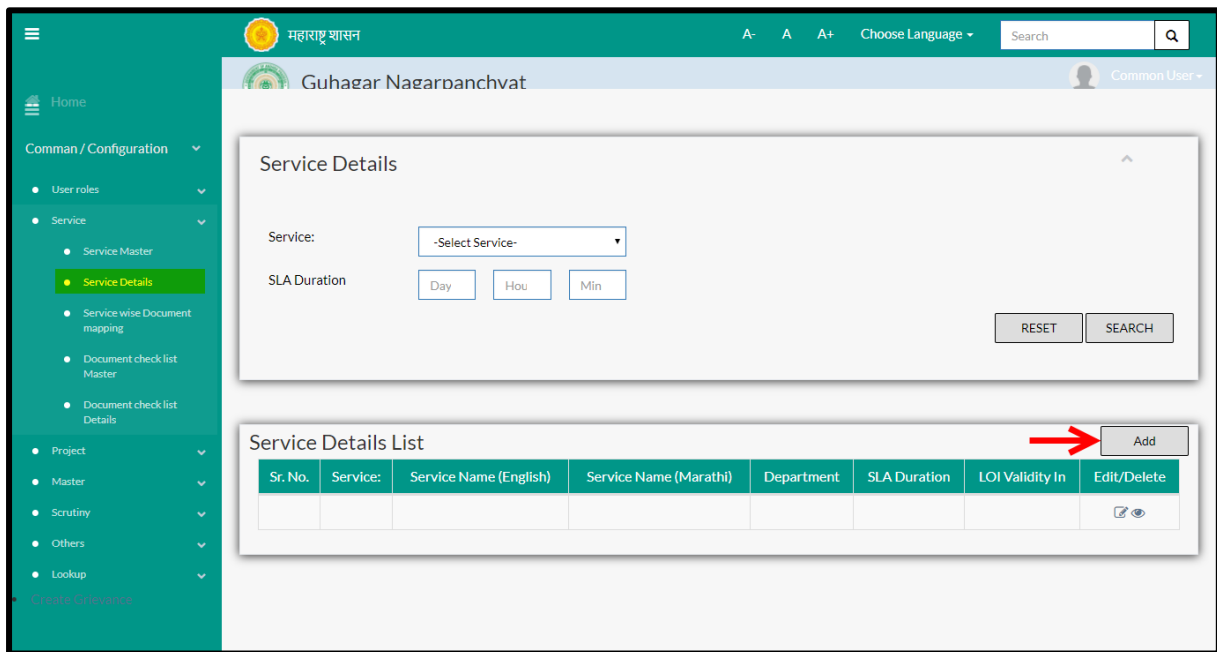 महाराष्ट्र शासन A- A A+ Choose Language Search
Guhagar Nagarpanchyat Common User
Home
Comman / Configuration
User roles
Service
Service Master
Service Details
Service wise Document
mapping
Document check list
Master
Document check list
Details
Project
Master
Scrutiny
Others
Lookup
Create Grievance
Service Details
Service: -Select Service-
SLA Duration Day Hou Min
RESET SEARCH
Service Details List Add
Sr. No. Service: Service Name (English) Service Name (Marathi) Department SLA Duration LOI Validity In Edit/Delete